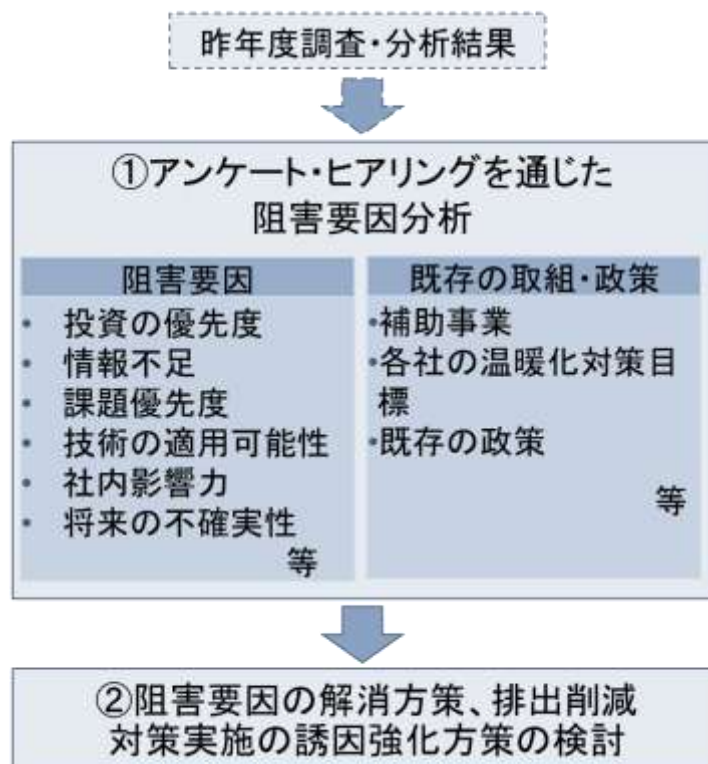 昨年度調査・分析結果
①アンケート・ヒアリングを通じた
阻害要因分析
阻害要因
• 投資の優先度
• 情報不足
• 課題優先度
• 技術の適用可能性
• 社内影響力
• 将来の不確実性
等
既存の取組・政策
•補助事業
•各社の温暖化対策目
標
•既存の政策
等
②阻害要因の解消方策、排出削減
対策実施の誘因強化方策の検討